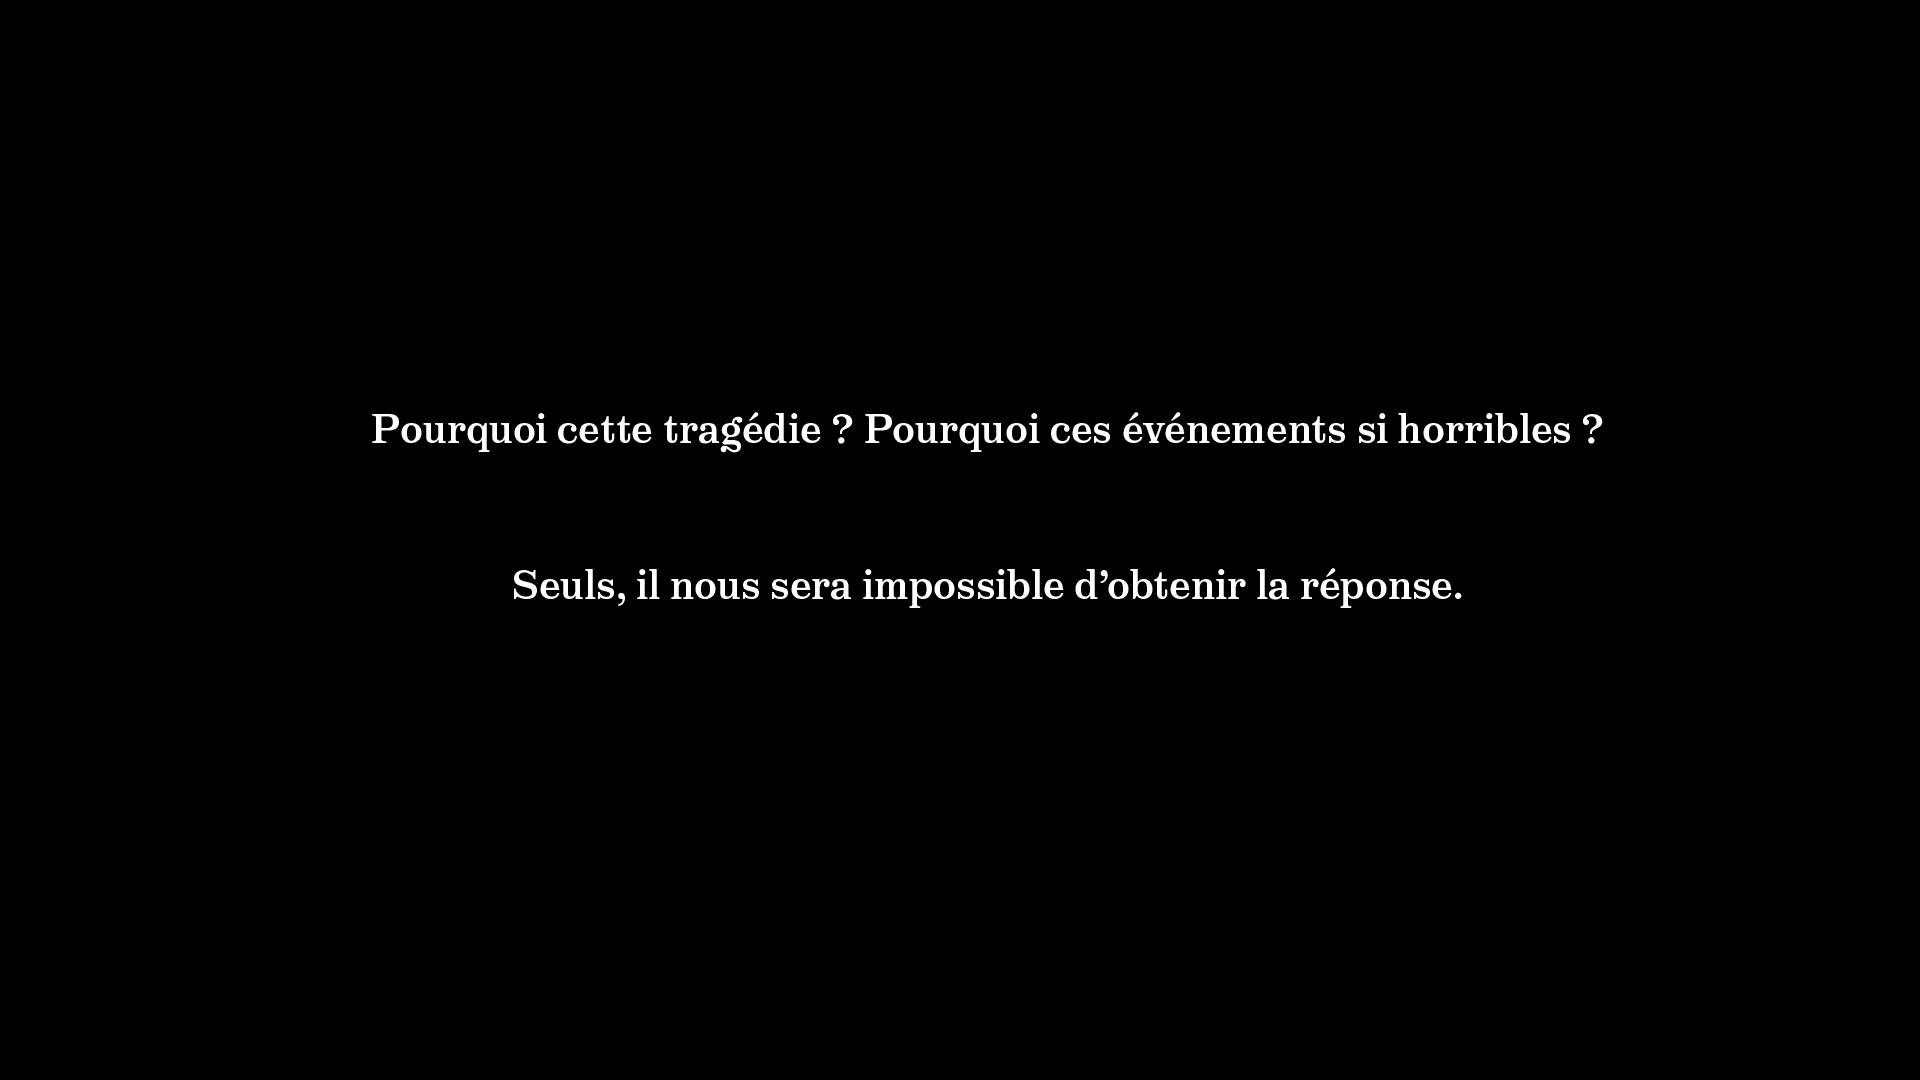 Pourquoi cette tragédie ? Pourquoi ces événements si horribles ?
Seuls, il nous sera impossible d’obtenir la réponse.